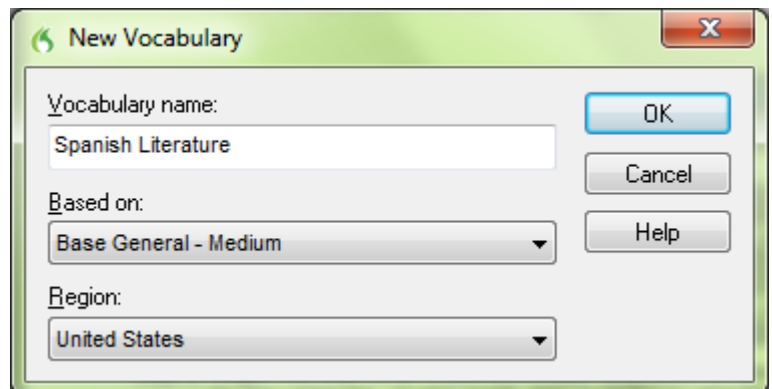 New Vocabulary
Vocabulary name:
Spanish Literature
OK
Cancel
Based on:
Base General - Medium
Help
Region:
United States